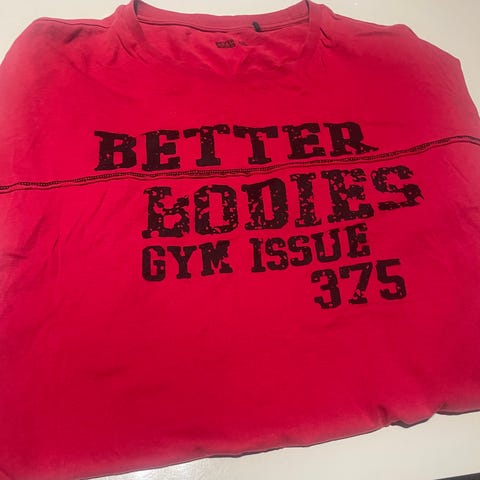 BETTER
BODIES
GYM ISSUE
375